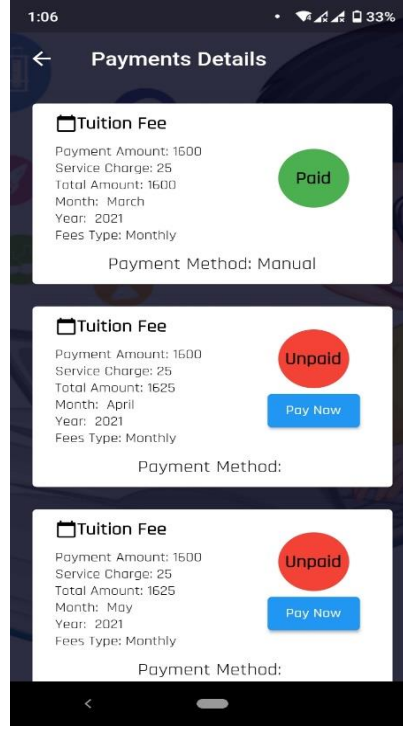 1:06
33%
Payments Details
Tuition Fee
Payment Amount: 1600
Service Charge: 25
Total Amount: 1600
Month: March
Year: 2021
Fees Type: Monthly
Paid
Payment Method: Manual
Tuition Fee
Payment Amount: 1600
Service Charge: 25
Total Amount: 1625
Month: April
Year: 2021
Fees Type: Monthly
Unpaid
Pay Now
Payment Method:
Tuition Fee
Payment Amount: 1600
Service Charge: 25
Total Amount: 1625
Month: May
Year: 2021
Fees Type: Monthly
Unpaid
Pay Now
Payment Method: